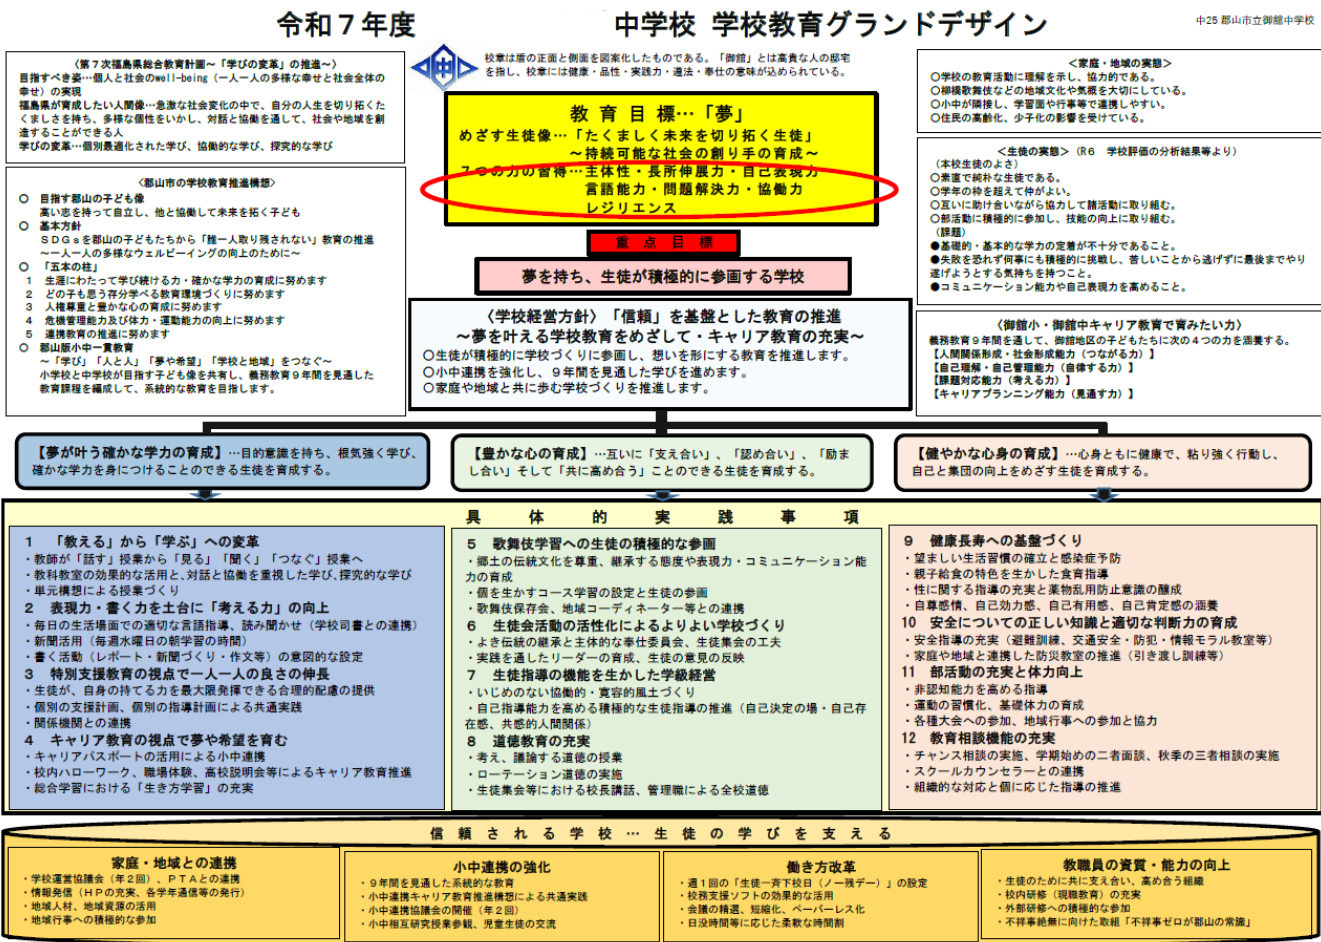 令和７年度　中学校 学校教育グランドデザイン
中25 郡山市立御舘中学校
〈第７次福島県総合教育計画～「学びの変革」の推進～〉
目指すべき姿…個人と社会のwell-being（一人一人の多様な幸せと社会全体の
幸せ）の実現
福島県が育成したい人間像…急激な社会変化の中で、自分の人生を切り拓くた
くましさを持ち、多様な個性をいかし、対話と協働を通して、社会や地域を創
造することができる人
学びの変革…個別最適化された学び、協働的な学び、探究的な学び
〈郡山市の学校教育推進構想〉
○　目指す郡山の子ども像
高い志を持って自立し、他と協働して未来を拓く子ども
○　基本方針
ＳＤＧｓを郡山の子どもたちから「誰一人取り残されない」教育の推進
～一人一人の多様なウェルビーイングの向上のために～
○　「五本の柱」
１　生涯にわたって学び続ける力・確かな学力の育成に努めます
２　どの子も思う存分学べる教育環境づくりに努めます
３　人権尊重と豊かな心の育成に努めます
４　危機管理能力及び体力・運動能力の向上に努めます
５　連携教育の推進に努めます
○　郡山版小中一貫教育
～「学び」「人と人」「夢や希望」「学校と地域」をつなぐ～
小学校と中学校が目指す子ども像を共有し、義務教育９年間を見通した
教育課程を編成して、系統的な教育を目指します。
中
校章は盾の正面と側面を図案化したものである。「御舘」とは高貴な人の邸宅
を指し、校章には健康・品性・実践力・遵法・奉仕の意味が込められている。
教 育 目 標…「夢」
めざす生徒像…「たくましく未来を切り拓く生徒」
～持続可能な社会の創り手の育成～
７つの力の習得…主体性・長所伸展力・自己表現力
言語能力・問題解決力・協働力
レジリエンス
重 点 目 標
夢を持ち、生徒が積極的に参画する学校
〈学校経営方針〉「信頼」を基盤とした教育の推進
～夢を叶える学校教育をめざして・キャリア教育の充実～
○生徒が積極的に学校づくりに参画し、想いを形にする教育を推進します。
○小中連携を強化し、９年間を見通した学びを進めます。
○家庭や地域と共に歩む学校づくりを推進します。
＜家庭・地域の実態＞
○学校の教育活動に理解を示し、協力的である。
○柳橋歌舞伎などの地域文化や気概を大切にしている。
○小中が隣接し、学習面や行事等で連携しやすい。
○住民の高齢化、少子化の影響を受けている。
＜生徒の実態＞（Ｒ６　学校評価の分析結果等より）
（本校生徒のよさ）
○素直で純朴な生徒である。
○学年の枠を超えて仲がよい。
○互いに助け合いながら協力して諸活動に取り組む。
○部活動に積極的に参加し、技能の向上に取り組む。
（課題）
●基礎的・基本的な学力の定着が不十分であること。
●失敗を恐れず何事にも積極的に挑戦し、苦しいことから逃げずに最後までやり
遂げようとする気持ちを持つこと。
●コミュニケーション能力や自己表現力を高めること。
〈御舘小・御舘中キャリア教育で育みたい力〉
義務教育９年間を通して、御舘地区の子どもたちに次の４つの力を涵養する。
【人間関係形成・社会形成能力（つながる力）】
【自己理解・自己管理能力（自律する力）】
【課題対応能力（考える力）】
【キャリアプランニング能力（見通す力）】
【夢が叶う確かな学力の育成】…目的意識を持ち、根気強く学び、
確かな学力を身につけることのできる生徒を育成する。
【豊かな心の育成】…互いに「支え合い」、「認め合い」、「励ま
し合い」そして「共に高め合う」ことのできる生徒を育成する。
【健やかな心身の育成】…心身ともに健康で、粘り強く行動し、
自己と集団の向上をめざす生徒を育成する。
具 体 的 実 践 事 項
１　「教える」から「学ぶ」への変革
・教師が「話す」授業から「見る」「聞く」「つなぐ」授業へ
・教科教室の効果的な活用と、対話と協働を重視した学び、探究的な学び
・単元構想による授業づくり
２　表現力・書く力を土台に「考える力」の向上
・毎日の生活場面での適切な言語指導、読み聞かせ（学校司書との連携）
・新聞活用（毎週水曜日の朝学習の時間）
・書く活動（レポート・新聞づくり・作文等）の意図的な設定
３　特別支援教育の視点で一人一人の良さの伸長
・生徒が、自身の持てる力を最大限発揮できる合理的配慮の提供
・個別の支援計画、個別の指導計画による共通実践
・関係機関との連携
４　キャリア教育の視点で夢や希望を育む
・キャリアパスポートの活用による小中連携
・校内ハローワーク、職場体験、高校説明会等によるキャリア教育推進
・総合学習における「生き方学習」の充実
５　歌舞伎学習への生徒の積極的な参画
・郷土の伝統文化を尊重、継承する態度や表現力・コミュニケーション能
力の育成
・個を生かすコース学習の設定と生徒の参画
・歌舞伎保存会、地域コーディネーター等との連携
６　生徒会活動の活性化によるよりよい学校づくり
・よき伝統の継承と主体的な奉仕委員会、生徒集会の工夫
・実践を通したリーダーの育成、生徒の意見の反映
７　生徒指導の機能を生かした学級経営
・いじめのない協働的・寛容的風土づくり
・自己指導能力を高める積極的な生徒指導の推進（自己決定の場・自己存
在感、共感的人間関係）
８　道徳教育の充実
・考え、議論する道徳の授業
・ローテーション道徳の実施
・生徒集会等における校長講話、管理職による全校道徳
９　健康長寿への基盤づくり
・望ましい生活習慣の確立と感染症予防
・親子給食の特色を生かした食育指導
・性に関する指導の充実と薬物乱用防止意識の醸成
・自尊感情、自己効力感、自己有用感、自己肯定感の涵養
10　安全についての正しい知識と適切な判断力の育成
・安全指導の充実（避難訓練、交通安全・防犯・情報モラル教室等）
・家庭や地域と連携した防災教室の推進（引き渡し訓練等）
11　部活動の充実と体力向上
・非認知能力を高める指導
・運動の習慣化、基礎体力の育成
・各種大会への参加、地域行事への参加と協力
12　教育相談機能の充実
・チャンス相談の実施、学期始めの二者面談、秋季の三者相談の実施
・スクールカウンセラーとの連携
・組織的な対応と個に応じた指導の推進
信 頼 さ れ る 学 校 … 生 徒 の 学 び を 支 え る
家庭・地域との連携
・学校運営協議会（年２回）、ＰＴＡとの連携
・情報発信（ＨＰの充実、各学年通信等の発行）
・地域人材、地域資源の活用
・地域行事への積極的な参加
小中連携の強化
・９年間を見通した系統的な教育
・小中連携キャリア教育推進構想による共通実践
・小中連携協議会の開催（年２回）
・小中相互研究授業参観、児童生徒の交流
働き方改革
・週１回の「生徒一斉下校日（ノー残デー）」の設定
・校務支援ソフトの効果的な活用
・会議の精選、短縮化、ペーパーレス化
・日没時間等に応じた柔軟な時間割
教職員の資質・能力の向上
・生徒のために共に支え合い、高め合う組織
・校内研修（現職教育）の充実
・外部研修への積極的な参加
・不祥事絶無に向けた取組「不祥事ゼロが郡山の常識」